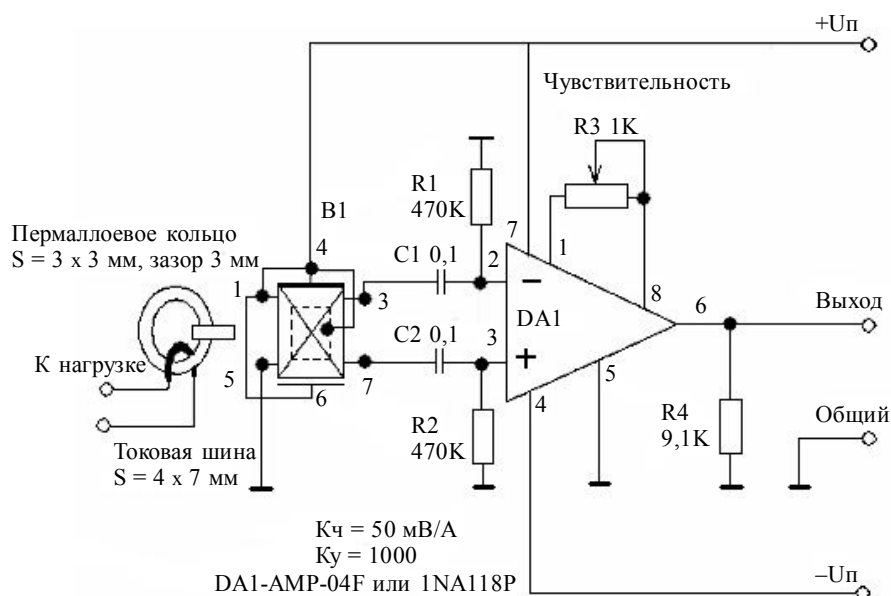 +Uп
Чувствительность
R3 1K
R1
470K
B1
7
Пермаллоевое кольцо
S = 3 x 3 мм, зазор 3 мм
4
C1 0,1
2
1
1
3
8
6
Выход
DA1
C2 0,1
3
К нагрузке
5
6
7
4
5
R4
9,1K
Общий
R2
470K
Токовая шина
S = 4 x 7 мм
Kч = 50 мВ/А
Kу = 1000
DA1-AMP-04F или 1NA118P
–Uп